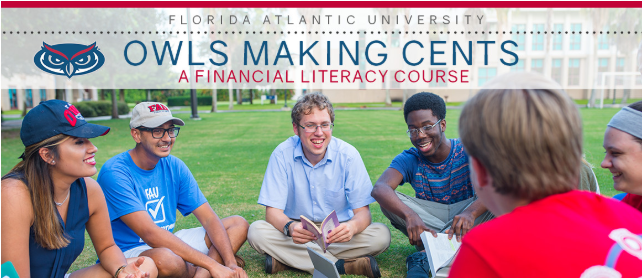 FLORIDA ATLANTIC UNIVERSITY
OWLS MAKING CENTS
A FINANCIAL LITERACY COURSE
FAU
FAU